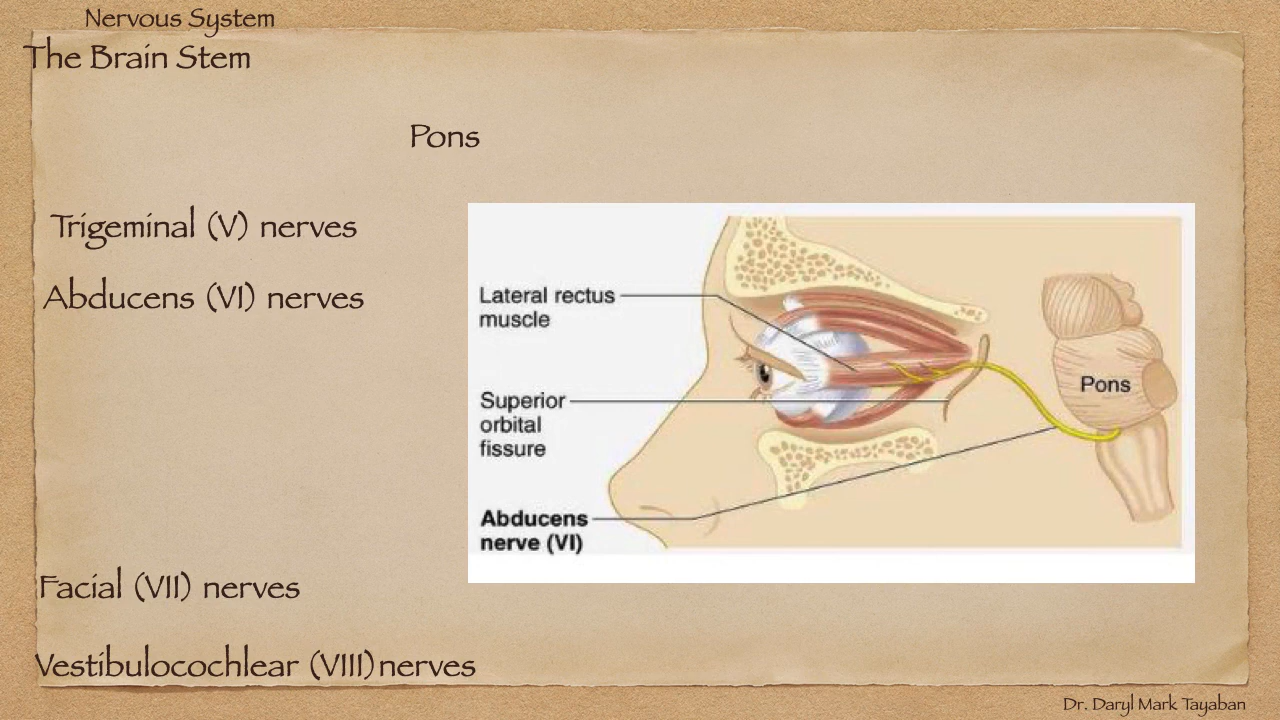 Nervous System
The Brain Stem
Pons
Trigeminal (V) nerves
Abducens (VI) nerves
Lateral rectus
muscle
Superior
orbital
fissure
Abducens
nerve (VI)
Pons
Facial (VII) nerves
Vestibulocochlear (VIII) nerves
Dr. Daryl Mark Tayaban